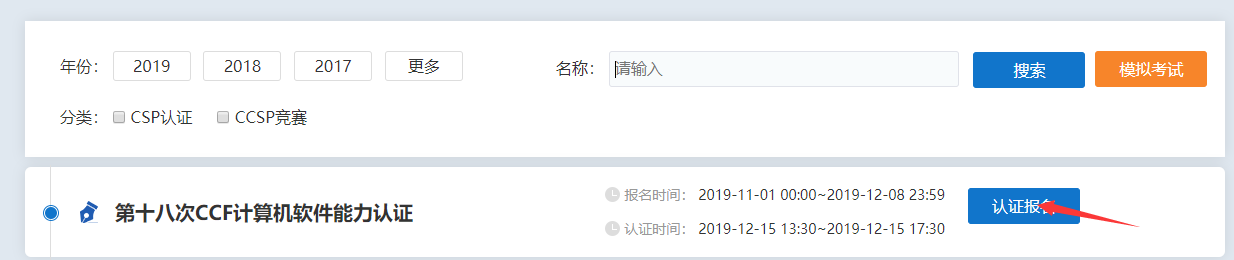 年份: 2019 2018 2017 更多 名称: 请输入 搜索 模拟考试
分类: CSP认证 CCSP竞赛
第十八次CCF计算机软件能力认证
报名时间: 2019-11-01 00:00~2019-12-08 23:59
认证时间: 2019-12-15 13:30~2019-12-15 17:30
认证报名